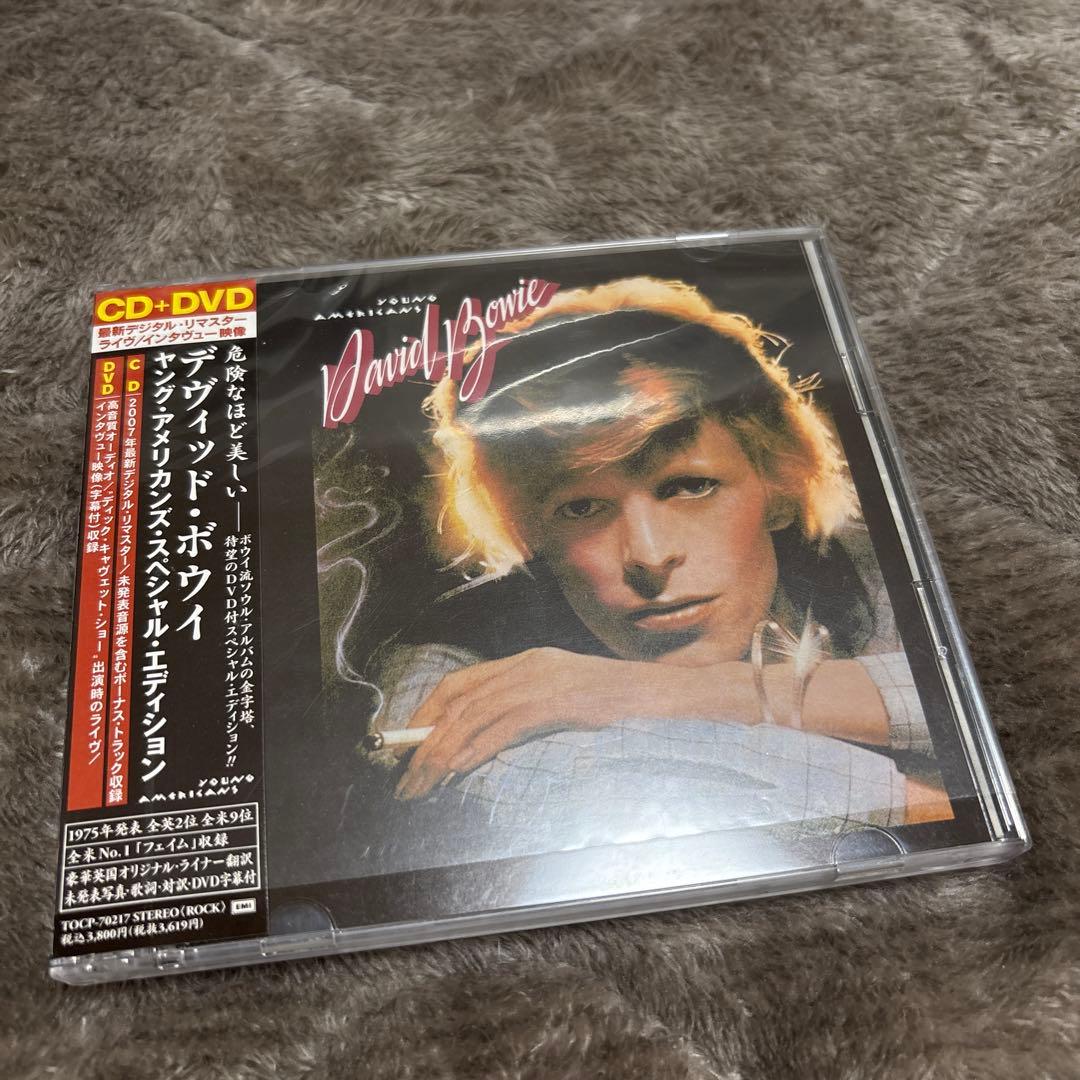 CD+DVD
最新デジタル・リマスター
ライヴ/インタヴュー映像
危険なほど美しい——
ボウイ流ソウル・アルバムの金字塔、
待望のDVD付スペシャル・エディション!!
デヴィッド・ボウイ
ヤング・アメリカンズ・スペシャル・エディション
CD 2007年最新デジタル・リマスター/未発表音源を含むボーナス・トラック収録
DVD 高音質オーディオ/"ディック・キャヴェット・ショー"出演時のライヴ/
インタヴュー映像(字幕付)収録
YOUNG
AMERICANS
1975年発表 全英2位 全米9位
全米No.1「フェイム」収録
豪華英国オリジナル・ライナー翻訳
未発表写真・歌詞・対訳・DVD字幕付
TOCP-70217 STEREO〈ROCK〉 EMI
税込3,800円(税抜3,619円)
YOUNG
AMERICANS
David Bowie